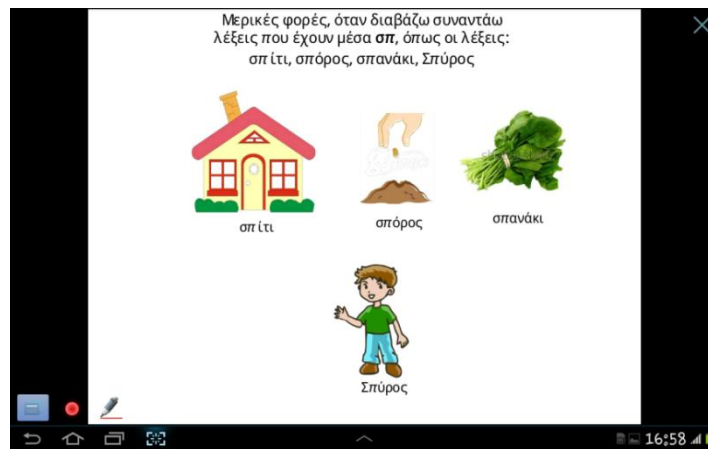 Μερικές φορές, όταν διαβάζω συναντάω
λέξεις που έχουν μέσα σπ, όπως οι λέξεις:
σπίτι, σπόρος, σπανάκι, Σπύρος
σπίτι
σπόρος
σπανάκι
Σπύρος
16:58